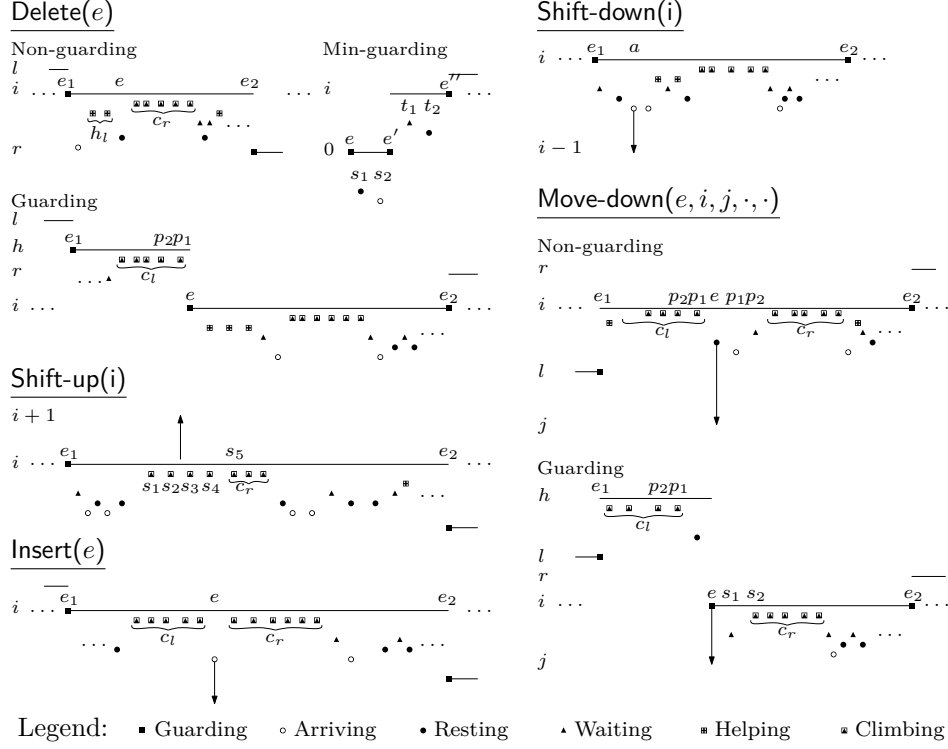 Delete(e)
Non-guarding
l
i ... e₁ e e₂ ...
h_l c_r ...
r
Min-guarding
i e″ ...
t₁ t₂
0 e e′
s₁ s₂
Guarding
l
h e₁ p₂p₁
r ... c_l
i ... e e₂ ...
...
Shift-up(i)
i + 1
i ... e₁ s₅ e₂ ...
s₁s₂s₃s₄ c_r
...
Insert(e)
i ... e₁ e e₂ ...
... c_l c_r ...
Shift-down(i)
i ... e₁ a e₂ ...
...
i − 1
Move-down(e, i, j, ·, ·)
Non-guarding
r
i ... e₁ p₂p₁ e p₁p₂ e₂ ...
c_l c_r ...
l
j
Guarding
h e₁ p₂p₁
c_l
l
r
i ... e s₁ s₂ e₂ ...
c_r ...
j
Legend: Guarding Arriving Resting Waiting Helping Climbing